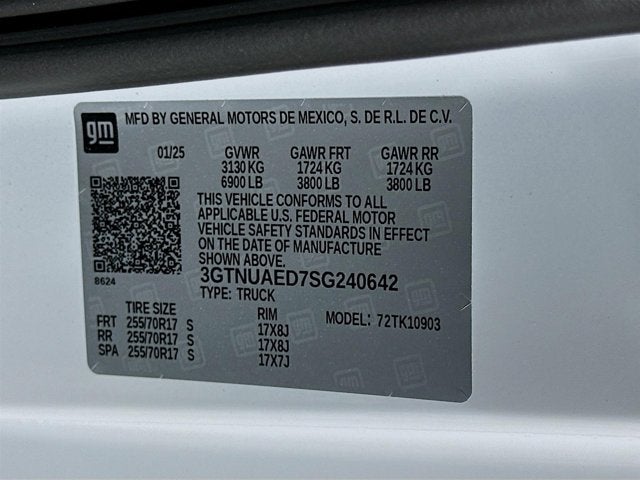 gm
MFD BY GENERAL MOTORS DE MEXICO, S. DE R.L. DE C.V.
01/25 GVWR GAWR FRT GAWR RR
3130 KG 1724 KG 1724 KG
6900 LB 3800 LB 3800 LB
THIS VEHICLE CONFORMS TO ALL
APPLICABLE U.S. FEDERAL MOTOR
VEHICLE SAFETY STANDARDS IN EFFECT
ON THE DATE OF MANUFACTURE
SHOWN ABOVE.
8624
3GTNUAED7SG240642
TYPE: TRUCK
TIRE SIZE RIM MODEL: 72TK10903
FRT 255/70R17 S 17X8J
RR 255/70R17 S 17X8J
SPA 255/70R17 S 17X7J